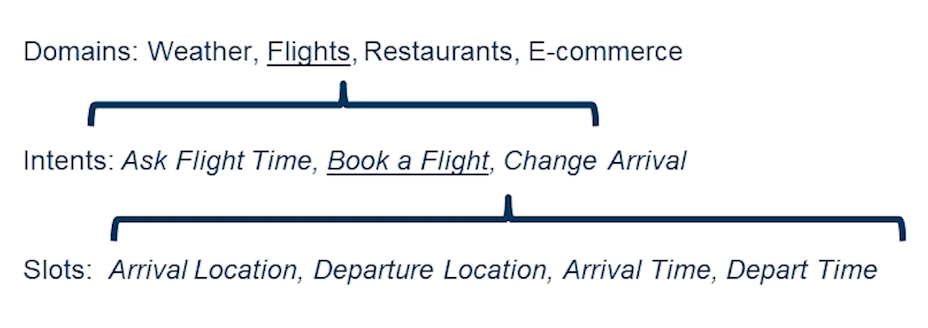 Domains: Weather, Flights, Restaurants, E-commerce
Intents: Ask Flight Time, Book a Flight, Change Arrival
Slots: Arrival Location, Departure Location, Arrival Time, Depart Time